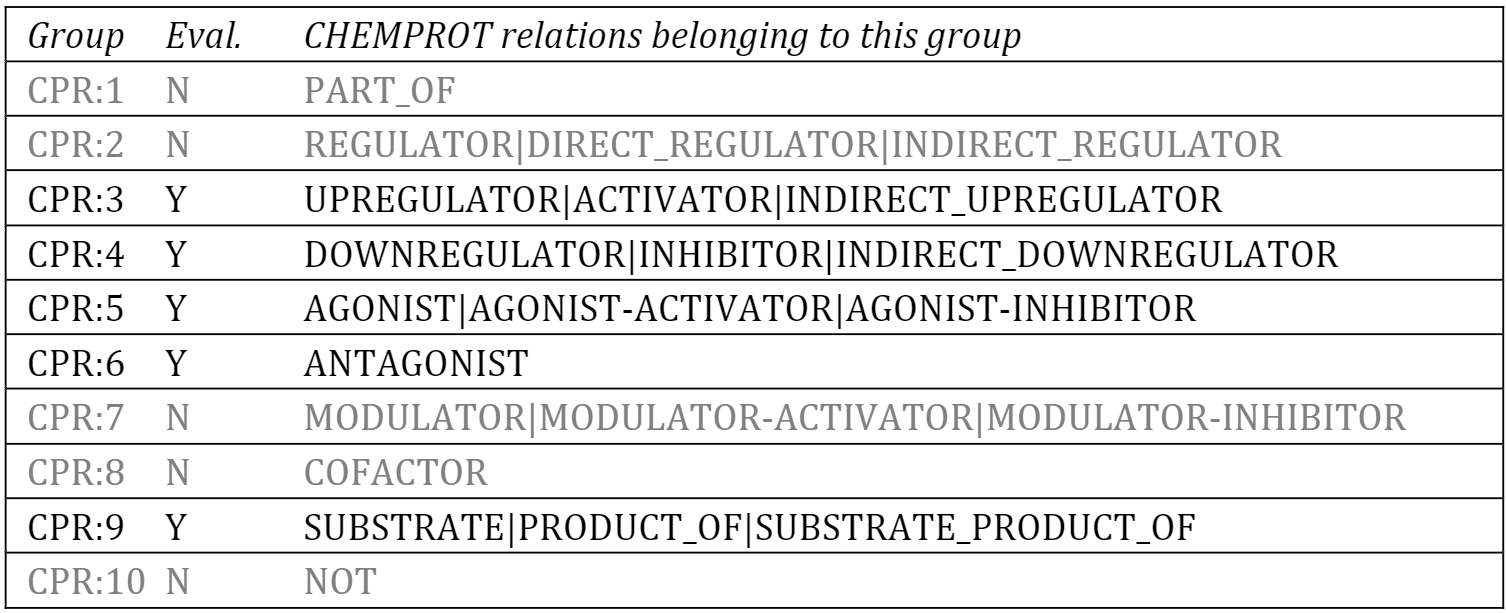 Group Eval. CHEMPROT relations belonging to this group
CPR:1 N PART_OF
CPR:2 N REGULATOR|DIRECT_REGULATOR|INDIRECT_REGULATOR
CPR:3 Y UPREGULATOR|ACTIVATOR|INDIRECT_UPREGULATOR
CPR:4 Y DOWNREGULATOR|INHIBITOR|INDIRECT_DOWNREGULATOR
CPR:5 Y AGONIST|AGONIST-ACTIVATOR|AGONIST-INHIBITOR
CPR:6 Y ANTAGONIST
CPR:7 N MODULATOR|MODULATOR-ACTIVATOR|MODULATOR-INHIBITOR
CPR:8 N COFACTOR
CPR:9 Y SUBSTRATE|PRODUCT_OF|SUBSTRATE_PRODUCT_OF
CPR:10 N NOT